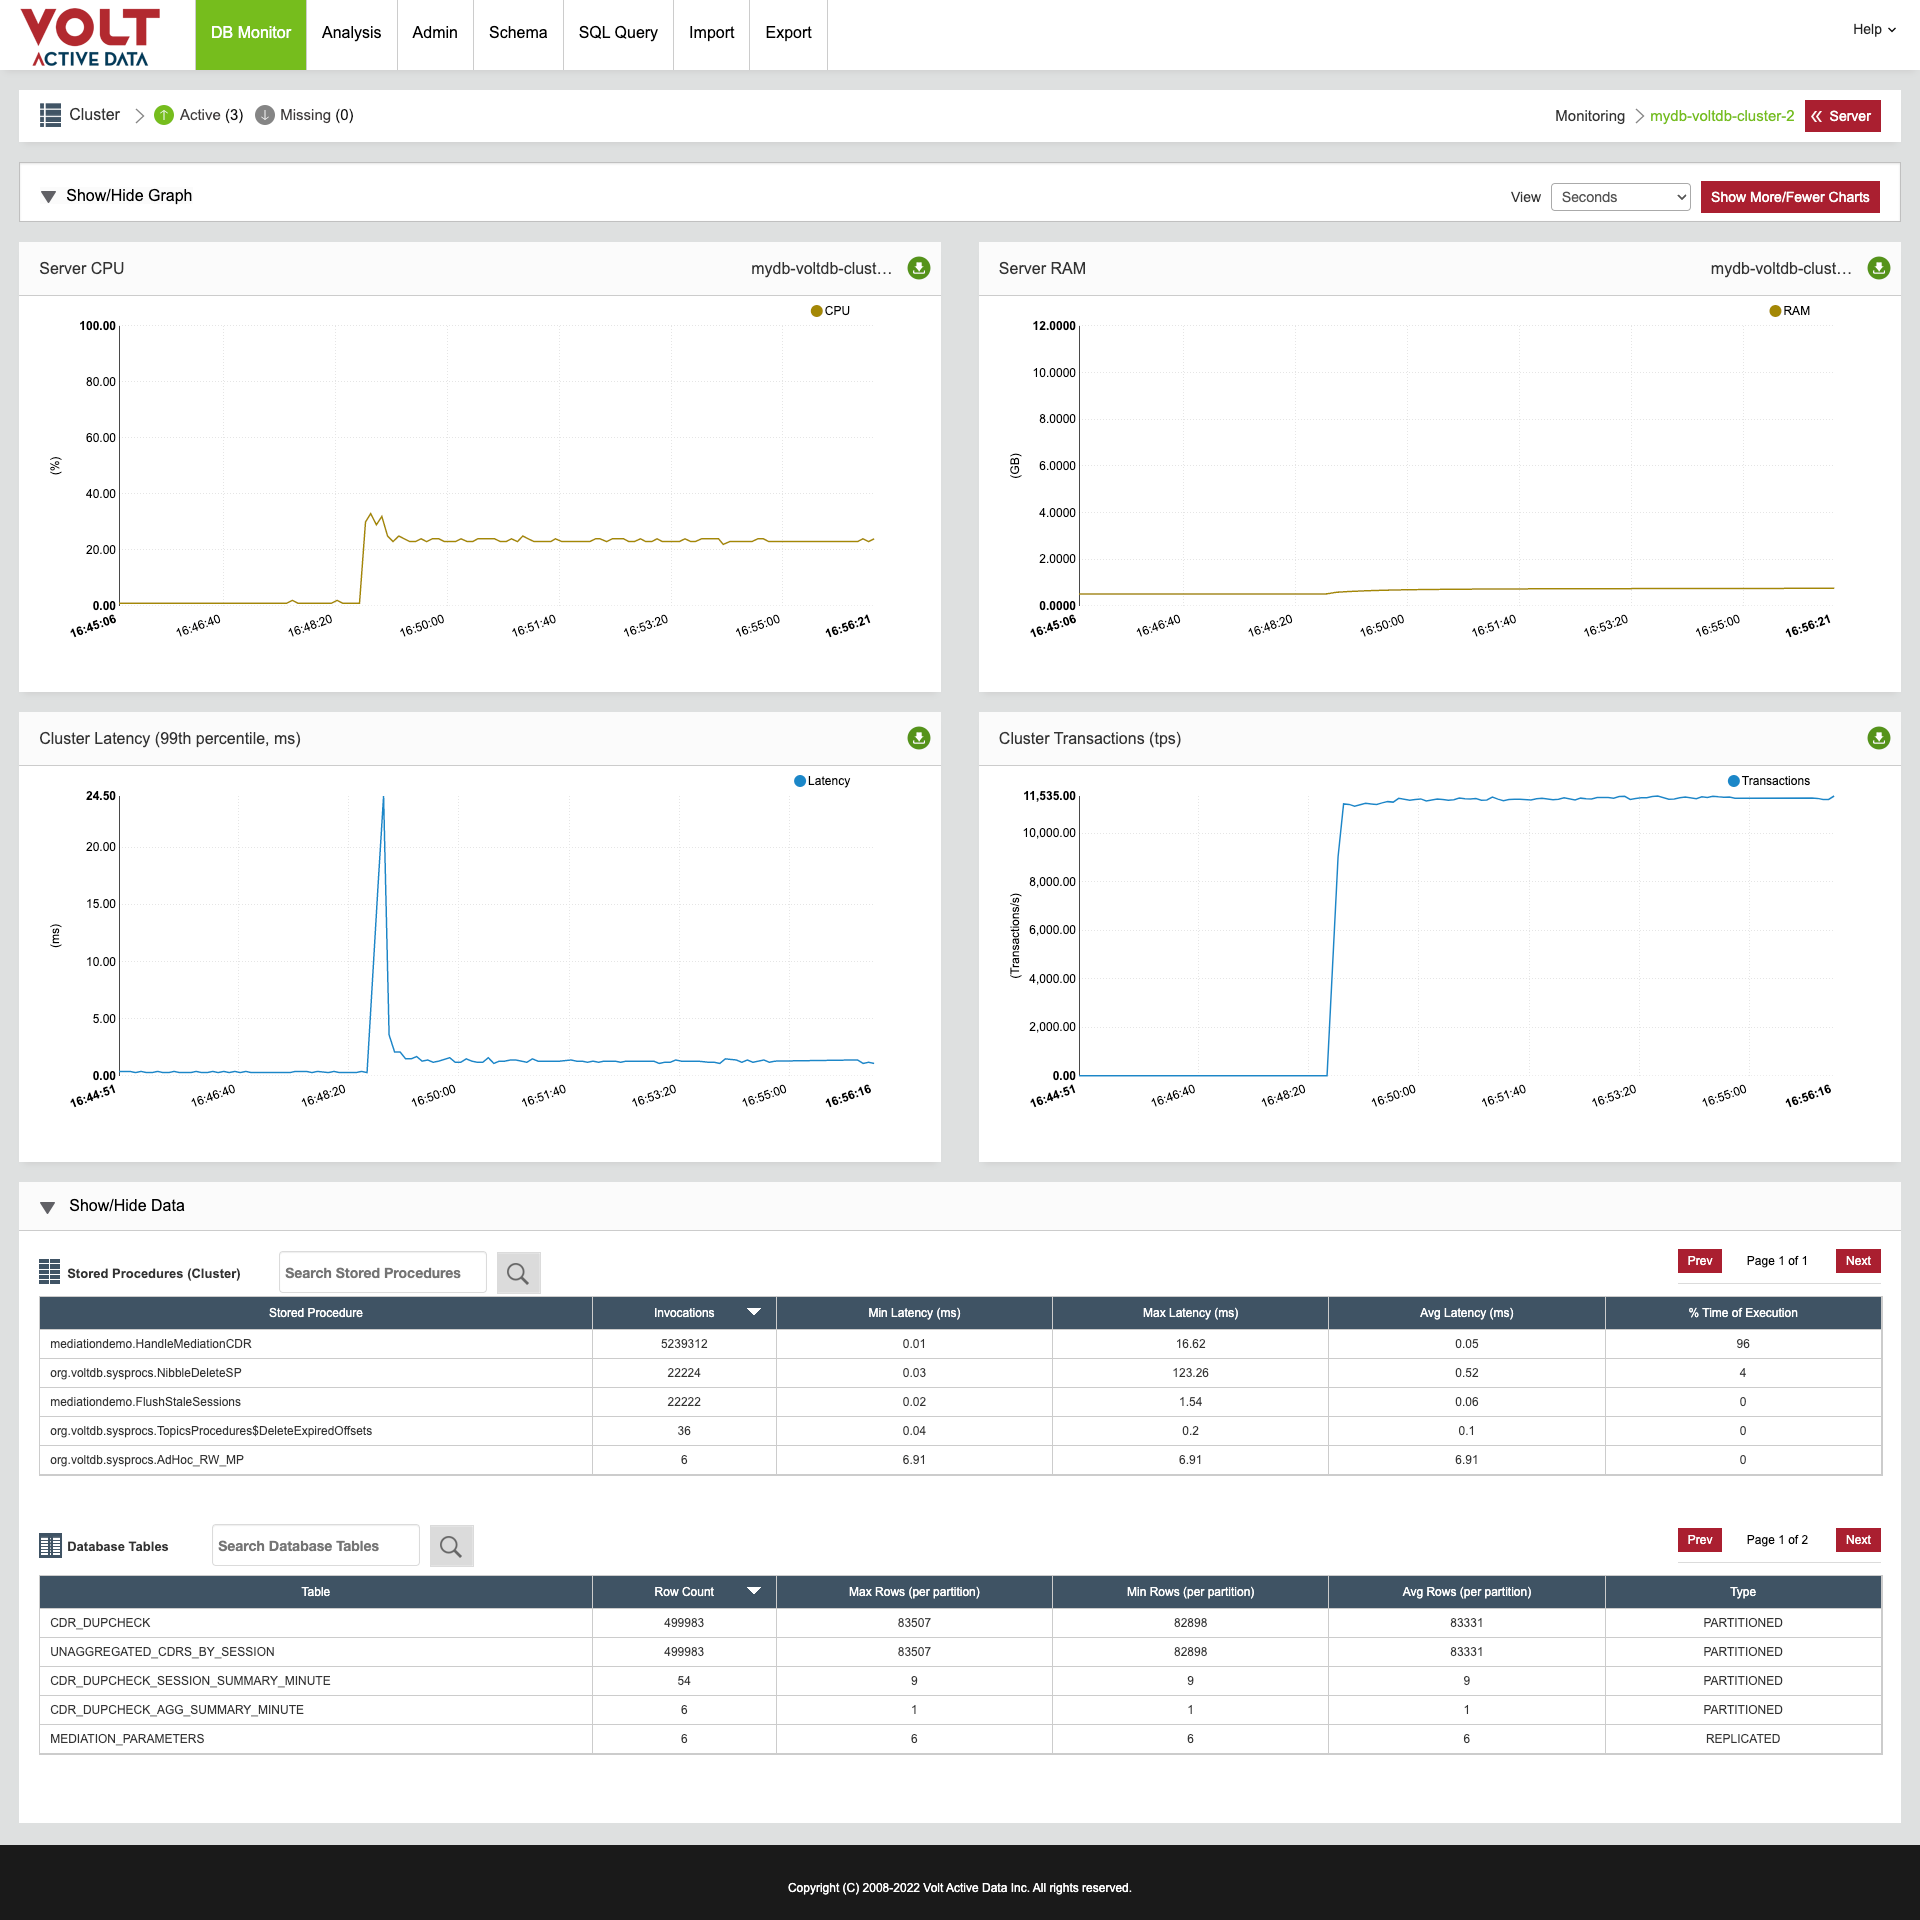 VOLT
ACTIVE DATA
DB Monitor Analysis Admin Schema SQL Query Import Export
Help
Cluster Active (3) Missing (0)
Monitoring mydb-voltdb-cluster-2 « Server
Show/Hide Graph
View Seconds Show More/Fewer Charts
Server CPU mydb-voltdb-clust...
CPU
100.00
80.00
60.00
40.00
20.00
0.00
(%)
16:45:06 16:46:40 16:48:20 16:50:00 16:51:40 16:53:20 16:55:00 16:56:21
Server RAM mydb-voltdb-clust...
RAM
12.0000
10.0000
8.0000
6.0000
4.0000
2.0000
0.0000
(GB)
16:45:06 16:46:40 16:48:20 16:50:00 16:51:40 16:53:20 16:55:00 16:56:21
Cluster Latency (99th percentile, ms)
Latency
24.50
20.00
15.00
10.00
5.00
0.00
(ms)
16:44:51 16:46:40 16:48:20 16:50:00 16:51:40 16:53:20 16:55:00 16:56:16
Cluster Transactions (tps)
Transactions
11,535.00
10,000.00
8,000.00
6,000.00
4,000.00
2,000.00
0.00
(Transactions/s)
16:44:51 16:46:40 16:48:20 16:50:00 16:51:40 16:53:20 16:55:00 16:56:16
Show/Hide Data
Stored Procedures (Cluster) Search Stored Procedures Prev Page 1 of 1 Next
Stored Procedure Invocations Min Latency (ms) Max Latency (ms) Avg Latency (ms) % Time of Execution
mediationdemo.HandleMediationCDR 5239312 0.01 16.62 0.05 96
org.voltdb.sysprocs.NibbleDeleteSP 22224 0.03 123.26 0.52 4
mediationdemo.FlushStaleSessions 22222 0.02 1.54 0.06 0
org.voltdb.sysprocs.TopicsProcedures$DeleteExpiredOffsets 36 0.04 0.2 0.1 0
org.voltdb.sysprocs.AdHoc_RW_MP 6 6.91 6.91 6.91 0
Database Tables Search Database Tables Prev Page 1 of 2 Next
Table Row Count Max Rows (per partition) Min Rows (per partition) Avg Rows (per partition) Type
CDR_DUPCHECK 499983 83507 82898 83331 PARTITIONED
UNAGGREGATED_CDRS_BY_SESSION 499983 83507 82898 83331 PARTITIONED
CDR_DUPCHECK_SESSION_SUMMARY_MINUTE 54 9 9 9 PARTITIONED
CDR_DUPCHECK_AGG_SUMMARY_MINUTE 6 1 1 1 PARTITIONED
MEDIATION_PARAMETERS 6 6 6 6 REPLICATED
Copyright (C) 2008-2022 Volt Active Data Inc. All rights reserved.